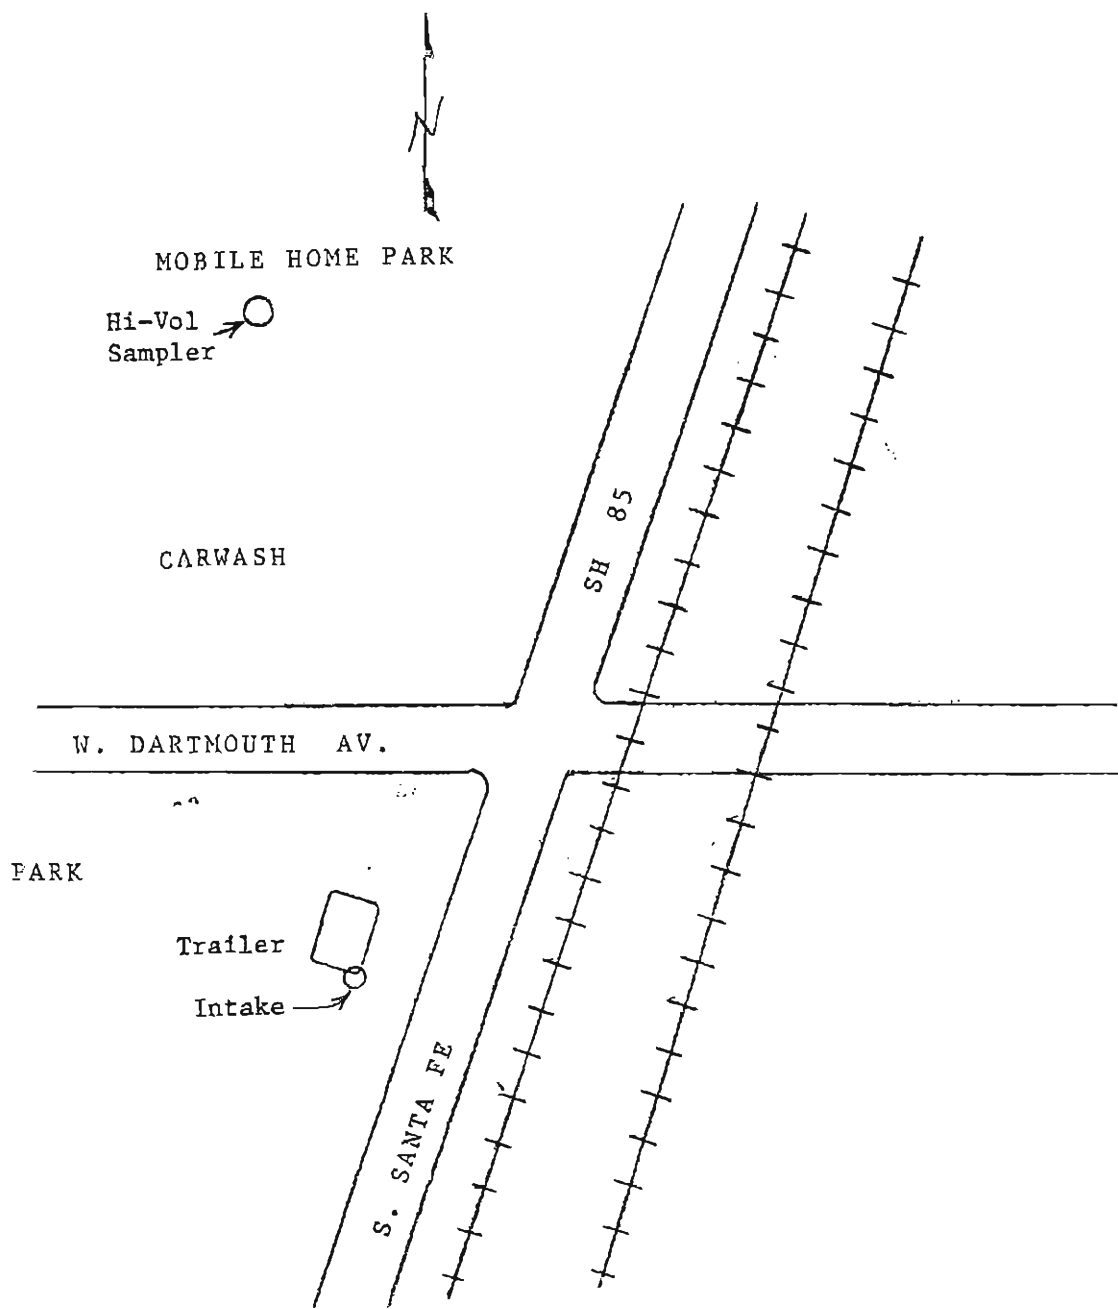 N
MOBILE HOME PARK
Hi-Vol
Sampler
SH 85
CARWASH
W. DARTMOUTH AV.
PARK
Trailer
Intake
S. SANTA FE